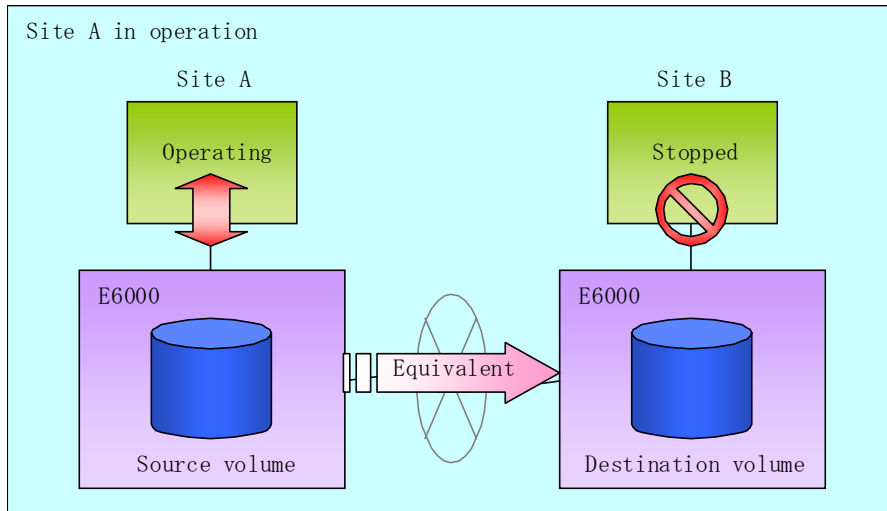 Site A in operation
Site A
Site B
Operating
Stopped
E6000
E6000
Equivalent
Source volume
Destination volume